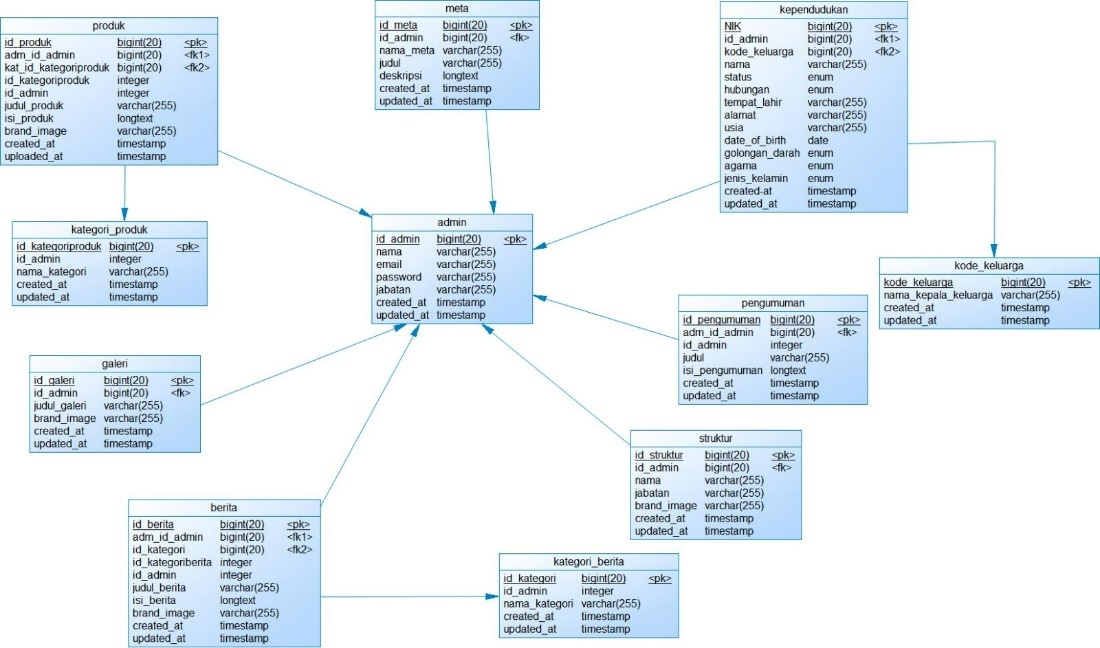 produk
id_produk bigint(20) <pk>
adm_id_admin bigint(20) <fk1>
kat_id_kategoriproduk bigint(20) <fk2>
id_kategoriproduk integer
id_admin integer
judul_produk varchar(255)
isi_produk longtext
brand_image varchar(255)
created_at timestamp
uploaded_at timestamp
meta
id_meta bigint(20) <pk>
id_admin bigint(20) <fk>
nama_meta varchar(255)
judul varchar(255)
deskripsi longtext
created_at timestamp
updated_at timestamp
kependudukan
NIK bigint(20) <pk>
id_admin bigint(20) <fk1>
kode_keluarga bigint(20) <fk2>
nama varchar(255)
status enum
hubungan enum
tempat_lahir varchar(255)
alamat varchar(255)
usia varchar(255)
date_of_birth date
golongan_darah enum
agama enum
jenis_kelamin enum
created-at timestamp
updated_at timestamp
kategori_produk
id_kategoriproduk bigint(20) <pk>
id_admin integer
nama_kategori varchar(255)
created_at timestamp
updated_at timestamp
admin
id_admin bigint(20) <pk>
nama varchar(255)
email varchar(255)
password varchar(255)
jabatan varchar(255)
created_at timestamp
updated_at timestamp
kode_keluarga
kode_keluarga bigint(20) <pk>
nama_kepala_keluarga varchar(255)
created_at timestamp
updated_at timestamp
pengumuman
id_pengumuman bigint(20) <pk>
adm_id_admin bigint(20) <fk>
id_admin integer
judul varchar(255)
isi_pengumuman longtext
created_at timestamp
updated_at timestamp
galeri
id_galeri bigint(20) <pk>
id_admin bigint(20) <fk>
judul_galeri varchar(255)
brand_image varchar(255)
created_at timestamp
updated_at timestamp
struktur
id_struktur bigint(20) <pk>
id_admin bigint(20) <fk>
nama varchar(255)
jabatan varchar(255)
brand_image varchar(255)
created_at timestamp
updated_at timestamp
berita
id_berita bigint(20) <pk>
adm_id_admin bigint(20) <fk1>
id_kategori bigint(20) <fk2>
id_kategoriberita integer
id_admin integer
judul_berita varchar(255)
isi_berita longtext
brand_image varchar(255)
created_at timestamp
updated_at timestamp
kategori_berita
id_kategori bigint(20) <pk>
id_admin integer
nama_kategori varchar(255)
created_at timestamp
updated_at timestamp